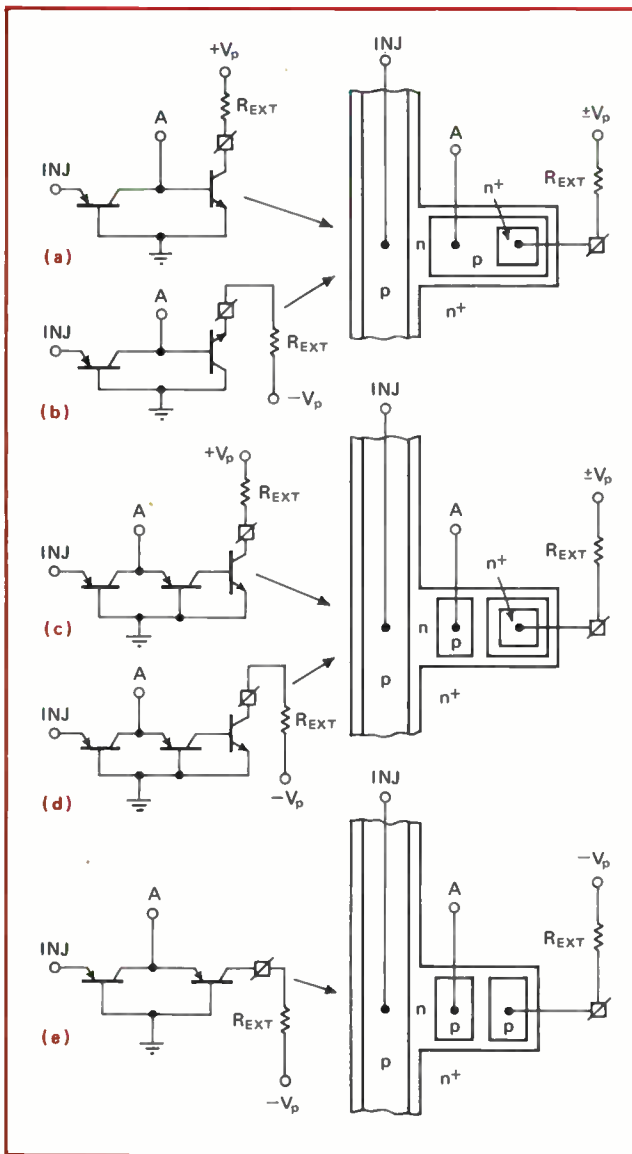 +Vp
REXT
A
INJ
(a)
A
INJ
REXT
−Vp
(b)
INJ
A
±Vp
REXT
n+
n
p
p
n+
+Vp
REXT
A
INJ
(c)
A
INJ
REXT
−Vp
(d)
INJ
A
±Vp
REXT
n+
n
p
p
n+
A
INJ
REXT
−Vp
(e)
INJ
A
−Vp
REXT
n
p
p
p
n+